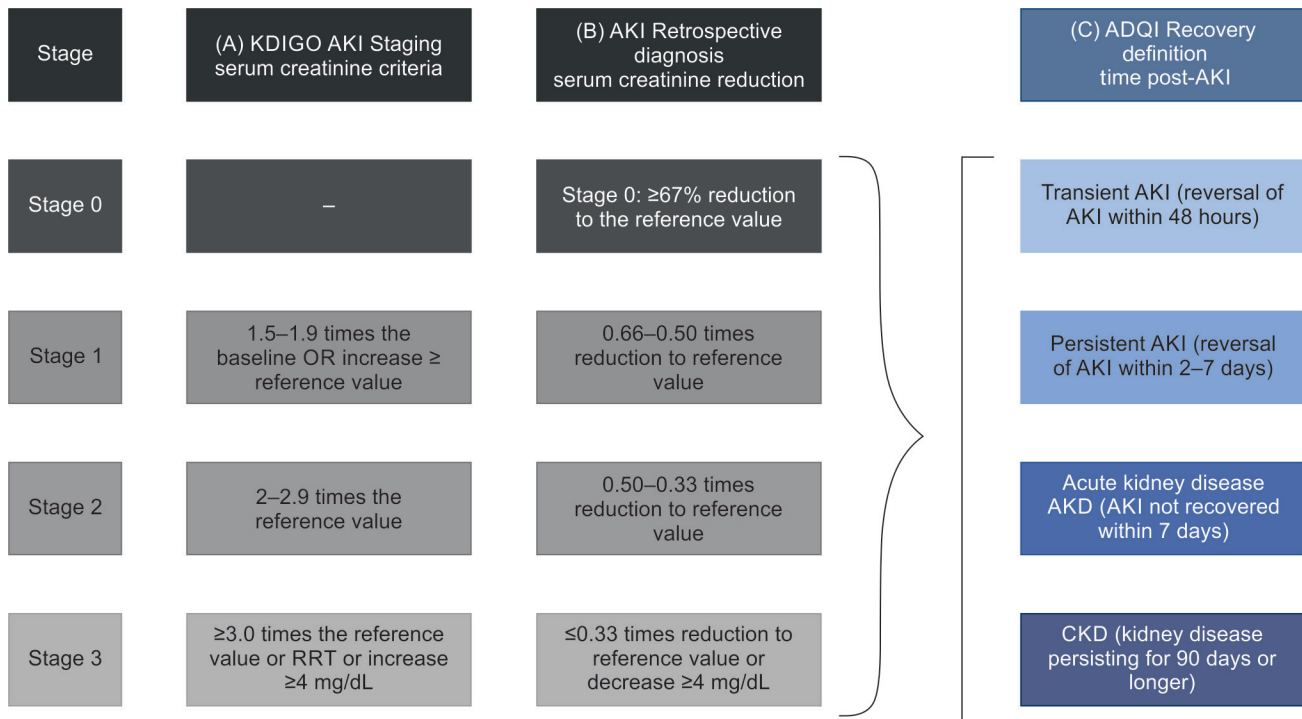 Stage
(A) KDIGO AKI Staging
serum creatinine criteria
(B) AKI Retrospective
diagnosis
serum creatinine reduction
(C) ADQI Recovery
definition
time post-AKI
Stage 0
–
Stage 0: ≥67% reduction
to the reference value
Transient AKI (reversal of
AKI within 48 hours)
Stage 1
1.5–1.9 times the
baseline OR increase ≥
reference value
0.66–0.50 times
reduction to reference
value
Persistent AKI (reversal
of AKI within 2–7 days)
Stage 2
2–2.9 times the
reference value
0.50–0.33 times
reduction to reference
value
Acute kidney disease
AKD (AKI not recovered
within 7 days)
Stage 3
≥3.0 times the reference
value or RRT or increase
≥4 mg/dL
≤0.33 times reduction to
reference value or
decrease ≥4 mg/dL
CKD (kidney disease
persisting for 90 days or
longer)